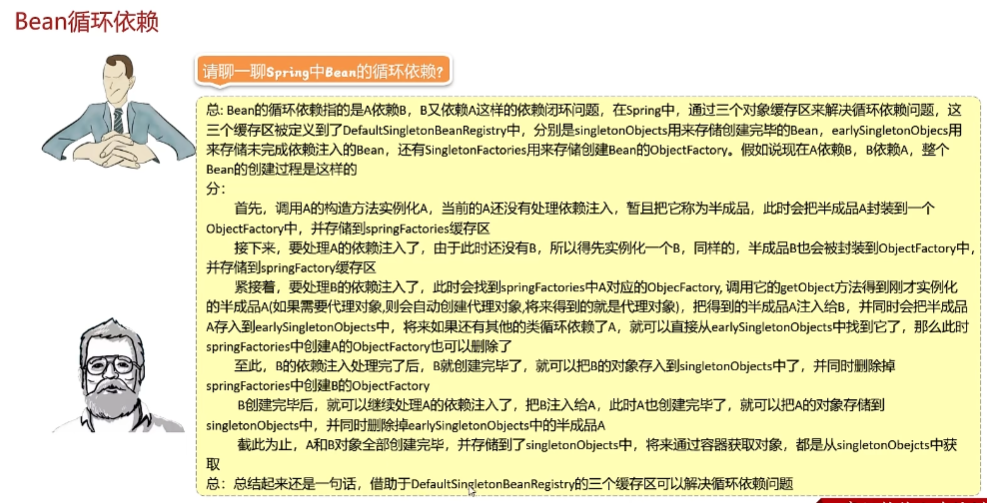 Bean循环依赖
请聊一聊Spring中Bean的循环依赖?
总: Bean的循环依赖指的是A依赖B，B又依赖A这样的依赖闭环问题，在Spring中，通过三个对象缓存区来解决循环依赖问题，这
三个缓存区被定义到了DefaultSingletonBeanRegistry中，分别是singletonObjects用来存储创建完毕的Bean，earlySingletonObjecs用
来存储未完成依赖注入的Bean，还有SingletonFactories用来存储创建Bean的ObjectFactory。假如说现在A依赖B，B依赖A，整个
Bean的创建过程是这样的
分：
首先，调用A的构造方法实例化A，当前的A还没有处理依赖注入，暂且把它称为半成品，此时会把半成品A封装到一个
ObjectFactory中，并存储到springFactories缓存区
接下来，要处理A的依赖注入了，由于此时还没有B，所以得先实例化一个B，同样的，半成品B也会被封装到ObjectFactory中，
并存储到springFactory缓存区
紧接着，要处理B的依赖注入了，此时会找到springFactories中A对应的ObjecFactory, 调用它的getObject方法得到刚才实例化
的半成品A(如果需要代理对象,则会自动创建代理对象,将来得到的就是代理对象)，把得到的半成品A注入给B，并同时会把半成品
A存入到earlySingletonObjects中，将来如果还有其他的类循环依赖了A，就可以直接从earlySingletonObjects中找到它了，那么此时
springFactories中创建A的ObjectFactory也可以删除了
至此，B的依赖注入处理完了后，B就创建完毕了，就可以把B的对象存入到singletonObjects中了，并同时删除掉
springFactories中创建B的ObjectFactory
B创建完毕后，就可以继续处理A的依赖注入了，把B注入给A，此时A也创建完毕了，就可以把A的对象存储到
singletonObjects中，并同时删除掉earlySingletonObjects中的半成品A
截此为止，A和B对象全部创建完毕，并存储到了singletonObjects中，将来通过容器获取对象，都是从singletonObejcts中获
取
总：总结起来还是一句话，借助于DefaultSingletonBeanRegistry的三个缓存区可以解决循环依赖问题